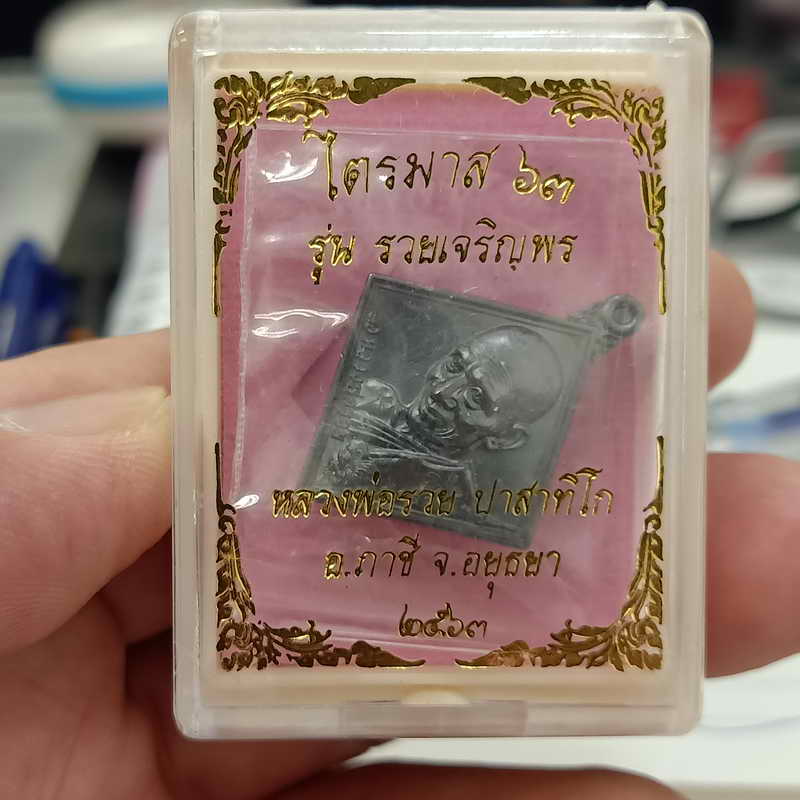 ไตรมาส ๖๓
รุ่น รวยเจริญพร
หลวงพ่อรวย ปาสาทิโก
อ.ภาชี จ.อยุธยา
๒๕๖๓